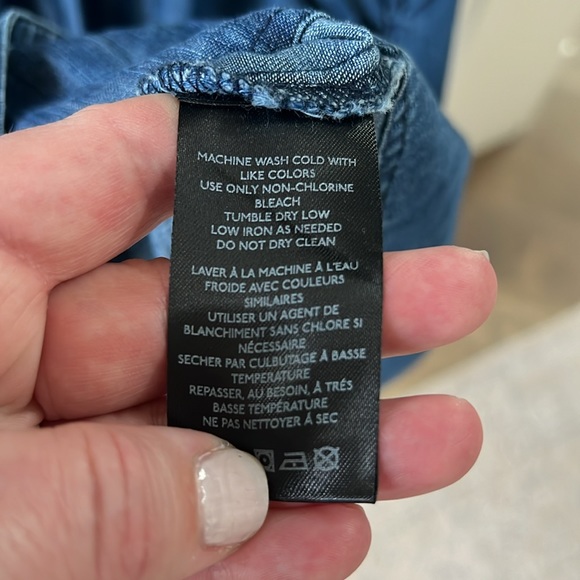 MACHINE WASH COLD WITH
LIKE COLORS
USE ONLY NON-CHLORINE
BLEACH
TUMBLE DRY LOW
LOW IRON AS NEEDED
DO NOT DRY CLEAN
LAVER À LA MACHINE À L'EAU
FROIDE AVEC COULEURS
SIMILAIRES
UTILISER UN AGENT DE
BLANCHIMENT SANS CHLORE SI
NÉCESSAIRE
SECHER PAR CULBUTAGE À BASSE
TEMPERATURE
REPASSER, AU BESOIN, À TRÉS
BASSE TEMPÉRATURE
NE PAS NETTOYER À SEC